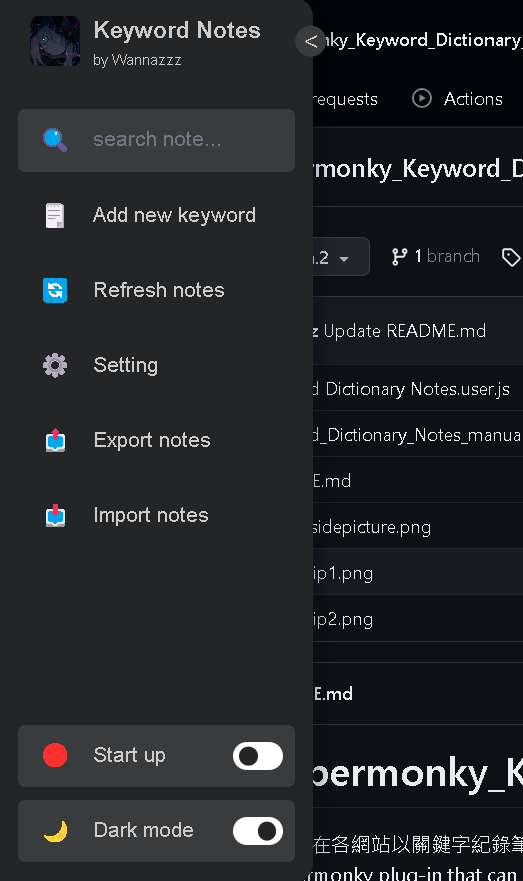 Keyword Notes
by Wannazzz
<
search note...
Add new keyword
Refresh notes
Setting
Export notes
Import notes
Start up
Dark mode
nky_Keyword_Dictionary_
requests
Actions
rmonky_Keyword_D
.2
1 branch
z Update README.md
d Dictionary Notes.user.js
d_Dictionary_Notes_manua
E.md
sidepicture.png
ip1.png
ip2.png
E.md
permonky_K
在各網站以關鍵字紀錄筆
rmonky plug-in that can